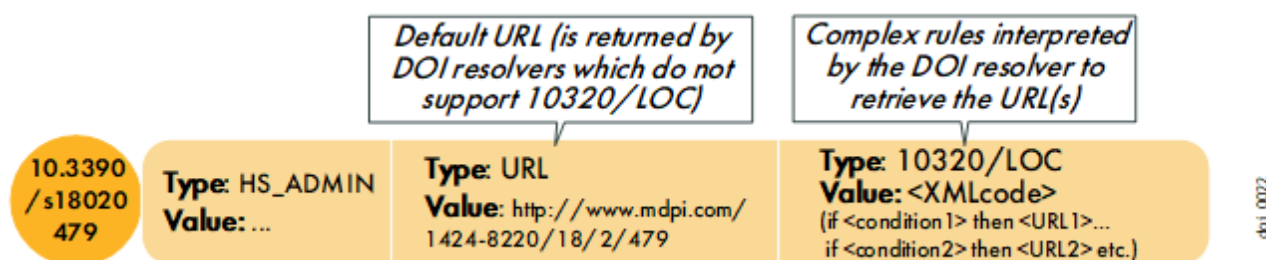 Default URL (is returned by
DOI resolvers which do not
support 10320/LOC)
Complex rules interpreted
by the DOI resolver to
retrieve the URL(s)
10.3390
/s18020
479
Type: HS_ADMIN
Value: ...
Type: URL
Value: http://www.mdpi.com/
1424-8220/18/2/479
Type: 10320/LOC
Value: <XMLcode>
(if <condition1> then <URL1>...
if <condition2> then <URL2> etc.)
doi_0022